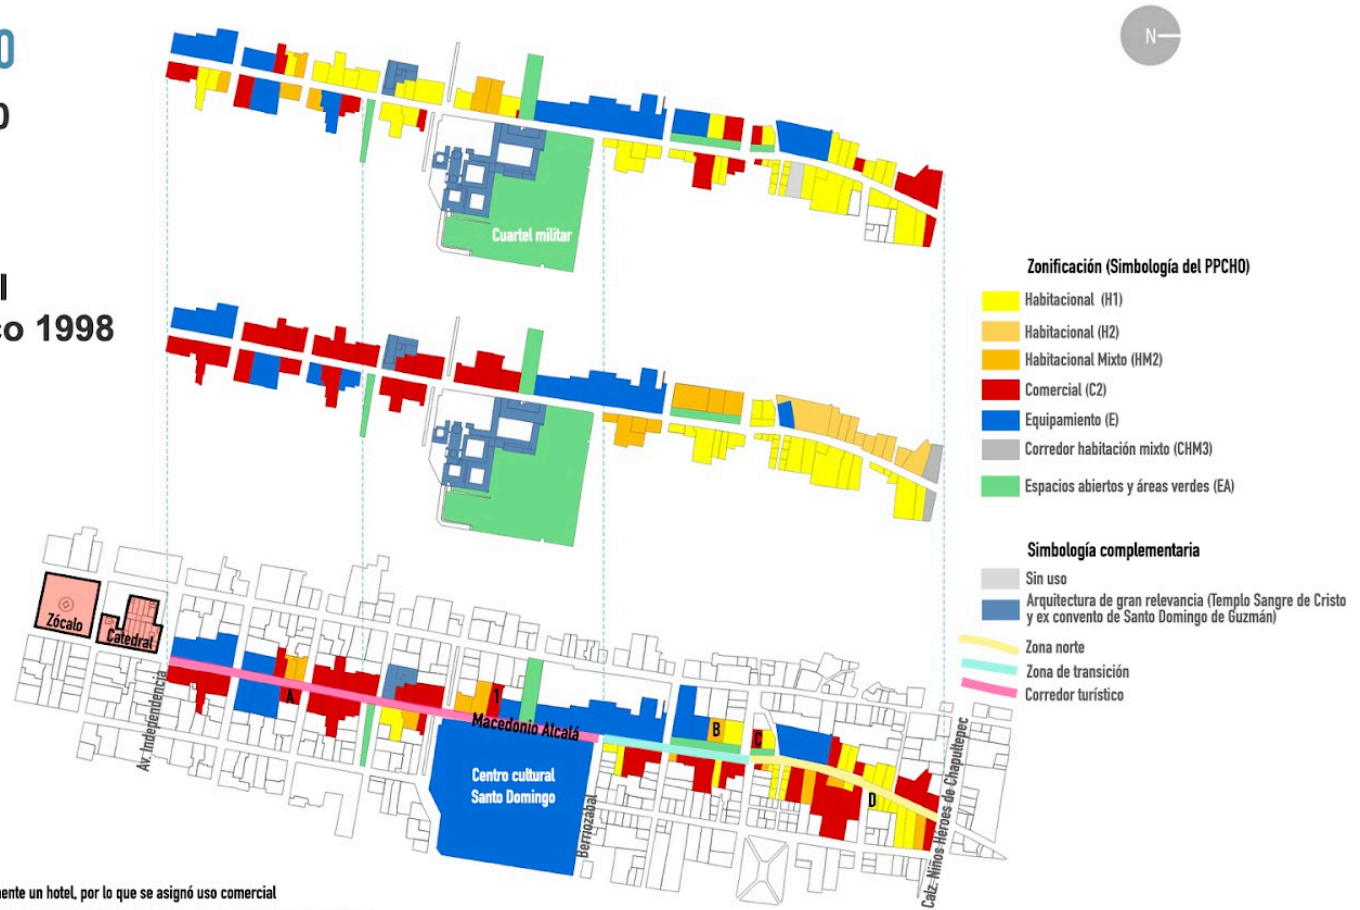 0
0
l
co 1998
N
Cuartel militar
Zonificación (Simbología del PPCHO)
Habitacional (H1)
Habitacional (H2)
Habitacional Mixto (HM2)
Comercial (C2)
Equipamiento (E)
Corredor habitación mixto (CHM3)
Espacios abiertos y áreas verdes (EA)
Simbología complementaria
Sin uso
Arquitectura de gran relevancia (Templo Sangre de Cristo
y ex convento de Santo Domingo de Guzmán)
Zona norte
Zona de transición
Corredor turístico
Zócalo
Catedral
Av. Independencia
A
1
Macedonio Alcalá
B
C
D
Centro cultural
Santo Domingo
Berriozábal
Calz. Niños Héroes de Chapultepec
mente un hotel, por lo que se asignó uso comercial